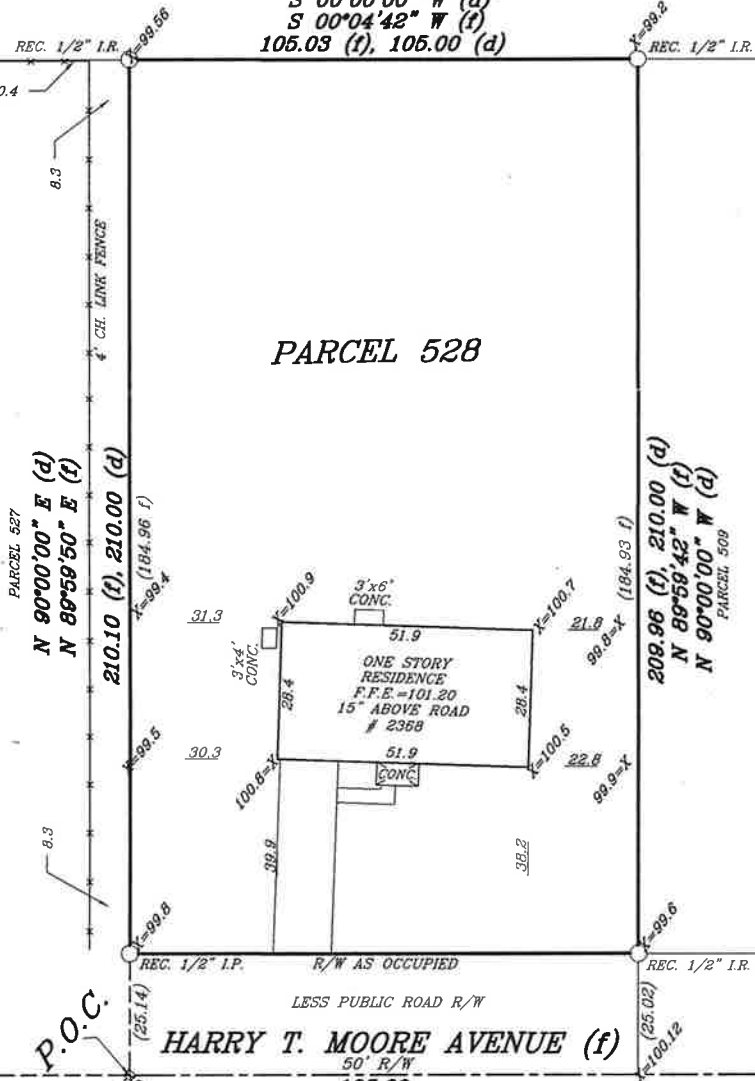 S 00°00'00" W (d)
S 00°04'42" W (f)
105.03 (f), 105.00 (d)
X=99.56
X=99.2
REC. 1/2" I.R.
REC. 1/2" I.R.
0.4
8.3
4' CH. LINK FENCE
PARCEL 528
PARCEL 527
N 90°00'00" E (d)
N 89°59'50" E (f)
210.10 (f), 210.00 (d)
(184.96 f)
(184.93 f)
209.96 (f), 210.00 (d)
N 89°59'42" W (f)
N 90°00'00" W (d)
PARCEL 509
X=99.4
31.3
X=100.9
3'x6'
CONC.
51.9
X=100.7
21.8
99.8=X
3'x4'
CONC.
28.4
ONE STORY
RESIDENCE
F.F.E.=101.20
15" ABOVE ROAD
# 2368
28.4
X=99.5
30.3
100.8=X
51.9
CONC.
X=100.5
22.8
99.9=X
8.3
39.9
38.2
X=99.8
X=99.6
REC. 1/2" I.P.
R/W AS OCCUPIED
REC. 1/2" I.R.
LESS PUBLIC ROAD R/W
P.O.C.
(25.14)
HARRY T. MOORE AVENUE (f)
(25.02)
X=100.12
50' R/W